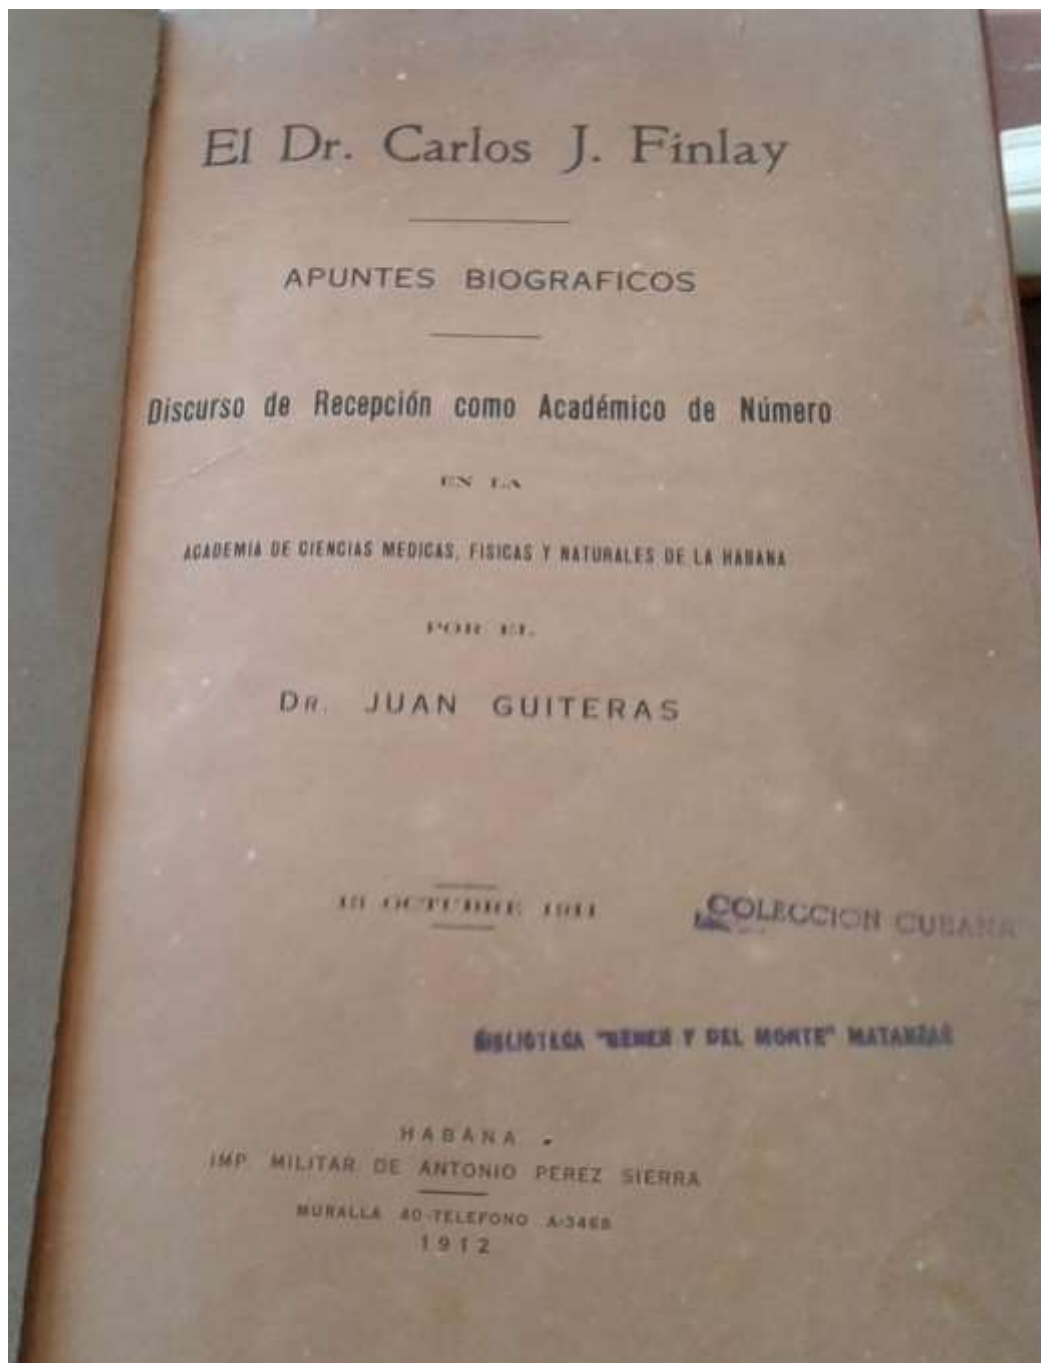 El Dr. Carlos J. Finlay
APUNTES BIOGRAFICOS
Discurso de Recepción como Académico de Número
EN LA
ACADEMIA DE CIENCIAS MEDICAS, FISICAS Y NATURALES DE LA HABANA
POR EL
DR. JUAN GUITERAS
OCTUBRE 1911
COLECCION CUBANA
BIBLIOTECA "GENER Y DEL MONTE" MATANZAS
HABANA
IMP MILITAR DE ANTONIO PEREZ SIERRA
MURALLA 40-TELEFONO A-3468
1912